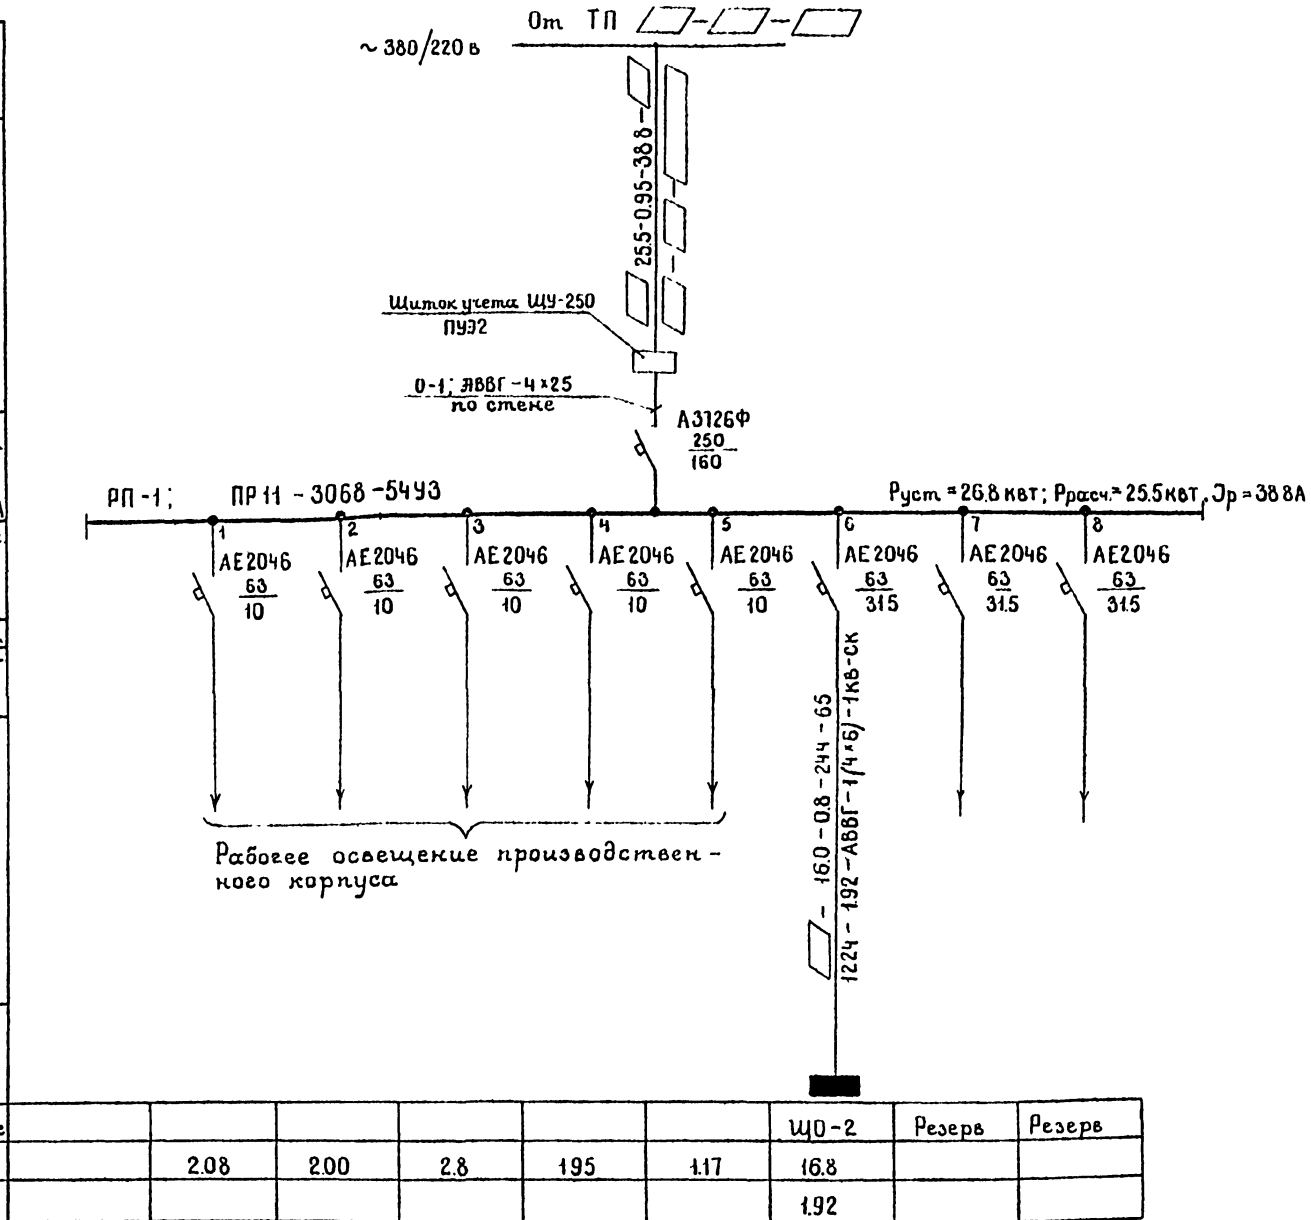 От ТП
~ 380/220 в
25.5-0.95-38.8-
Щиток учета ЩУ-250
ПУЭ2
0-1; АВВГ-4×25
по стене
А3726Ф
250
160
РП-1; ПР11-3068-54У3
Руст=26.8 квт; Ррасч.=25.5квт, Iр=38.8А
1 2 3 4 5 6 7 8
АЕ2046 АЕ2046 АЕ2046 АЕ2046 АЕ2046 АЕ2046 АЕ2046 АЕ2046
63 63 63 63 63 63 63 63
10 10 10 10 10 31.5 31.5 31.5
- 16.0 - 0.8 - 24.4 - 65
122.4 - 1.92 - АВВГ - 1(4×6) - 1кв-ск
Рабочее освещение производствен-
ного корпуса
ЩО-2 Резерв Резерв
2.08 2.00 2.8 1.95 1.17 16.8
1.92